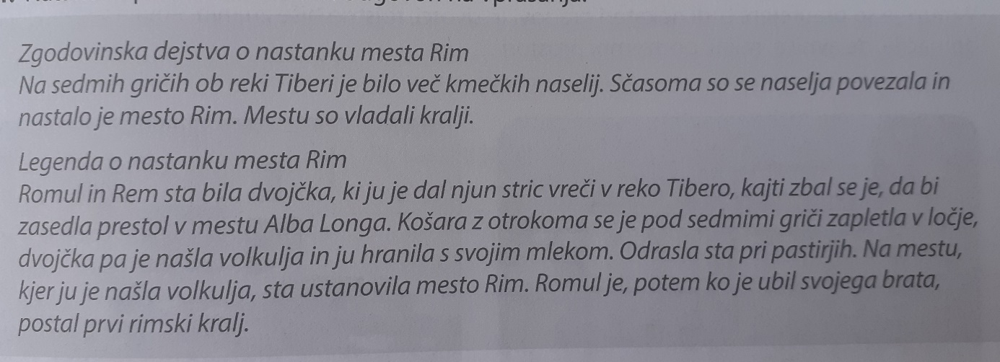 Zgodovinska dejstva o nastanku mesta Rim
Na sedmih gričih ob reki Tiberi je bilo več kmečkih naselij. Sčasoma so se naselja povezala in
nastalo je mesto Rim. Mestu so vladali kralji.
Legenda o nastanku mesta Rim
Romul in Rem sta bila dvojčka, ki ju je dal njun stric vreči v reko Tibero, kajti zbal se je, da bi
zasedla prestol v mestu Alba Longa. Košara z otrokoma se je pod sedmimi griči zapletla v ločje,
dvojčka pa je našla volkulja in ju hranila s svojim mlekom. Odrasla sta pri pastirjih. Na mestu,
kjer ju je našla volkulja, sta ustanovila mesto Rim. Romul je, potem ko je ubil svojega brata,
postal prvi rimski kralj.